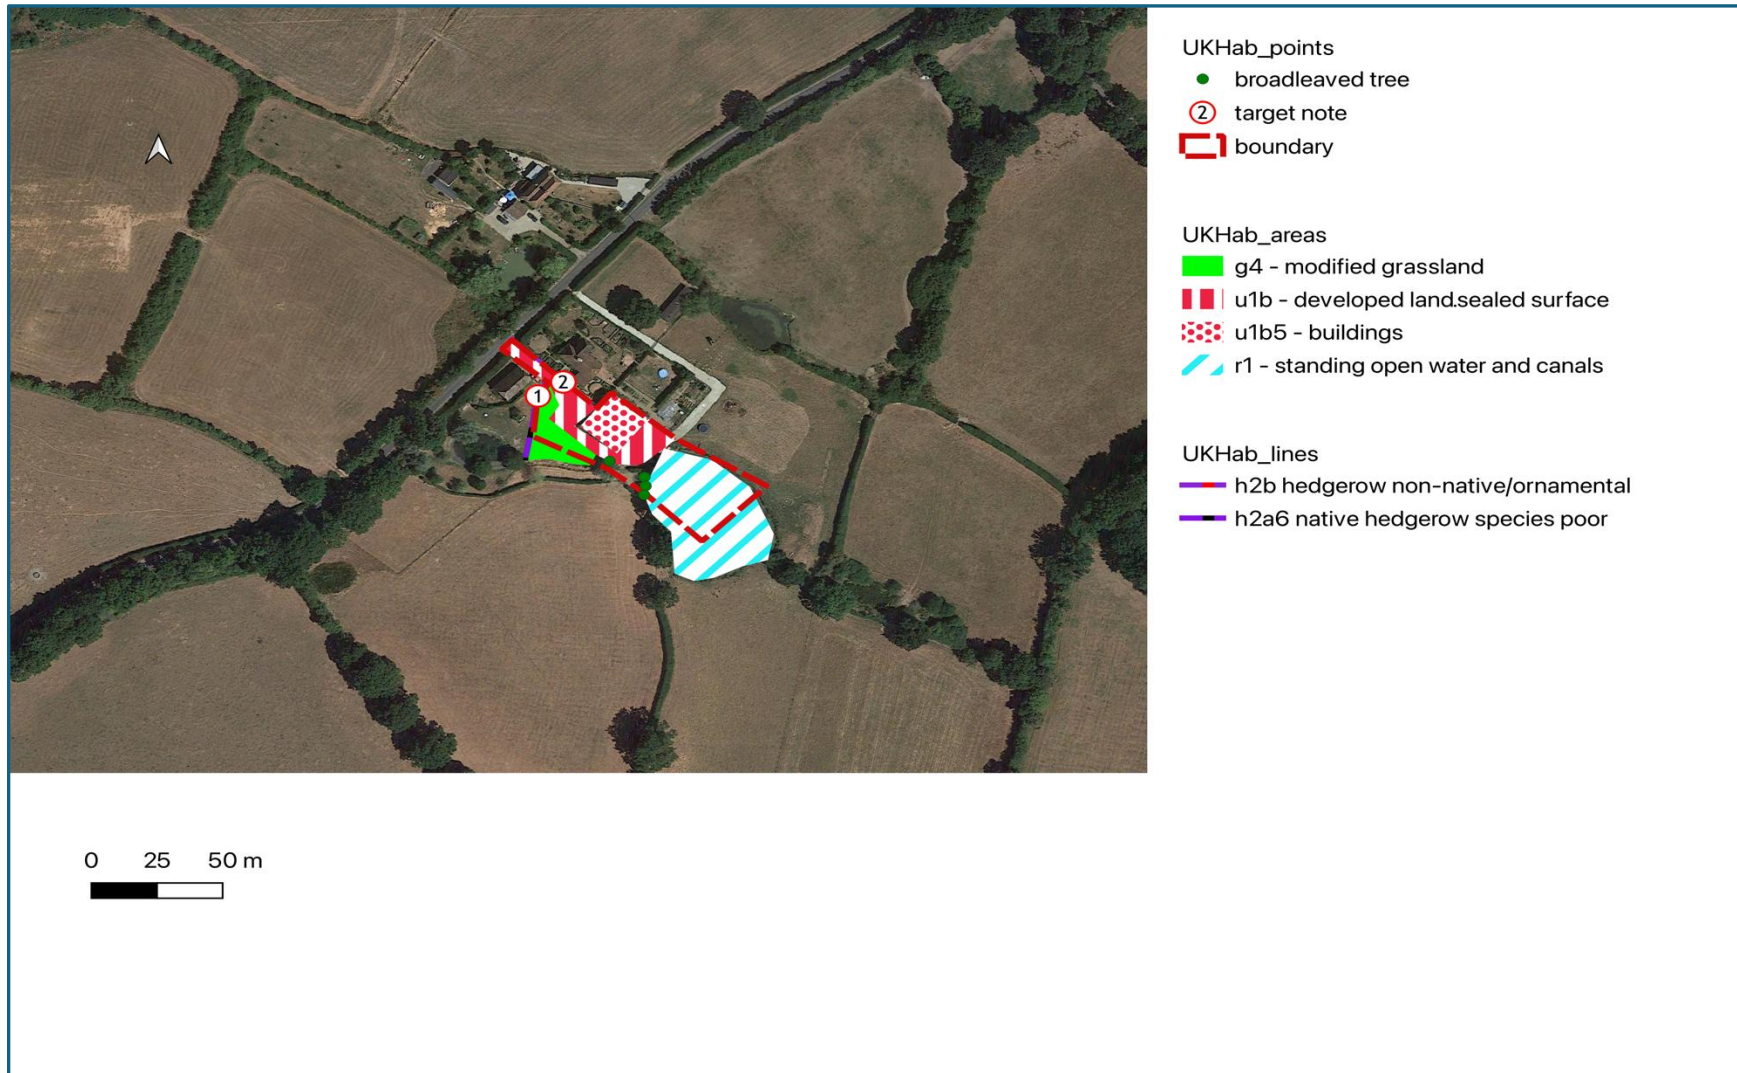 UKHab_points
broadleaved tree
2 target note
boundary
UKHab_areas
g4 - modified grassland
u1b - developed land.sealed surface
u1b5 - buildings
r1 - standing open water and canals
UKHab_lines
h2b hedgerow non-native/ornamental
h2a6 native hedgerow species poor
2
1
0 25 50 m